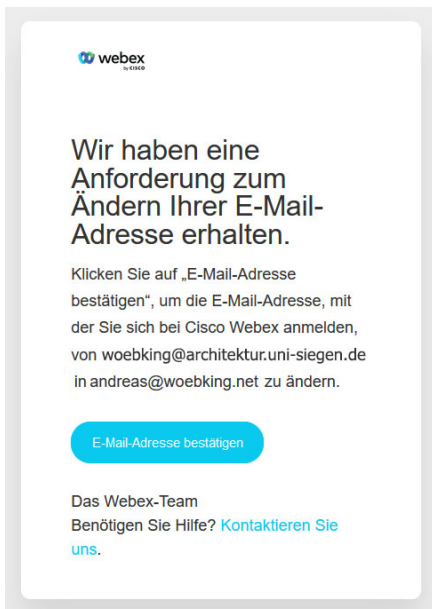 webex
by CISCO
Wir haben eine
Anforderung zum
Ändern Ihrer E-Mail-
Adresse erhalten.
Klicken Sie auf „E-Mail-Adresse
bestätigen“, um die E-Mail-Adresse, mit
der Sie sich bei Cisco Webex anmelden,
von woebking@architektur.uni-siegen.de
in andreas@woebking.net zu ändern.
E-Mail-Adresse bestätigen
Das Webex-Team
Benötigen Sie Hilfe? Kontaktieren Sie
uns.